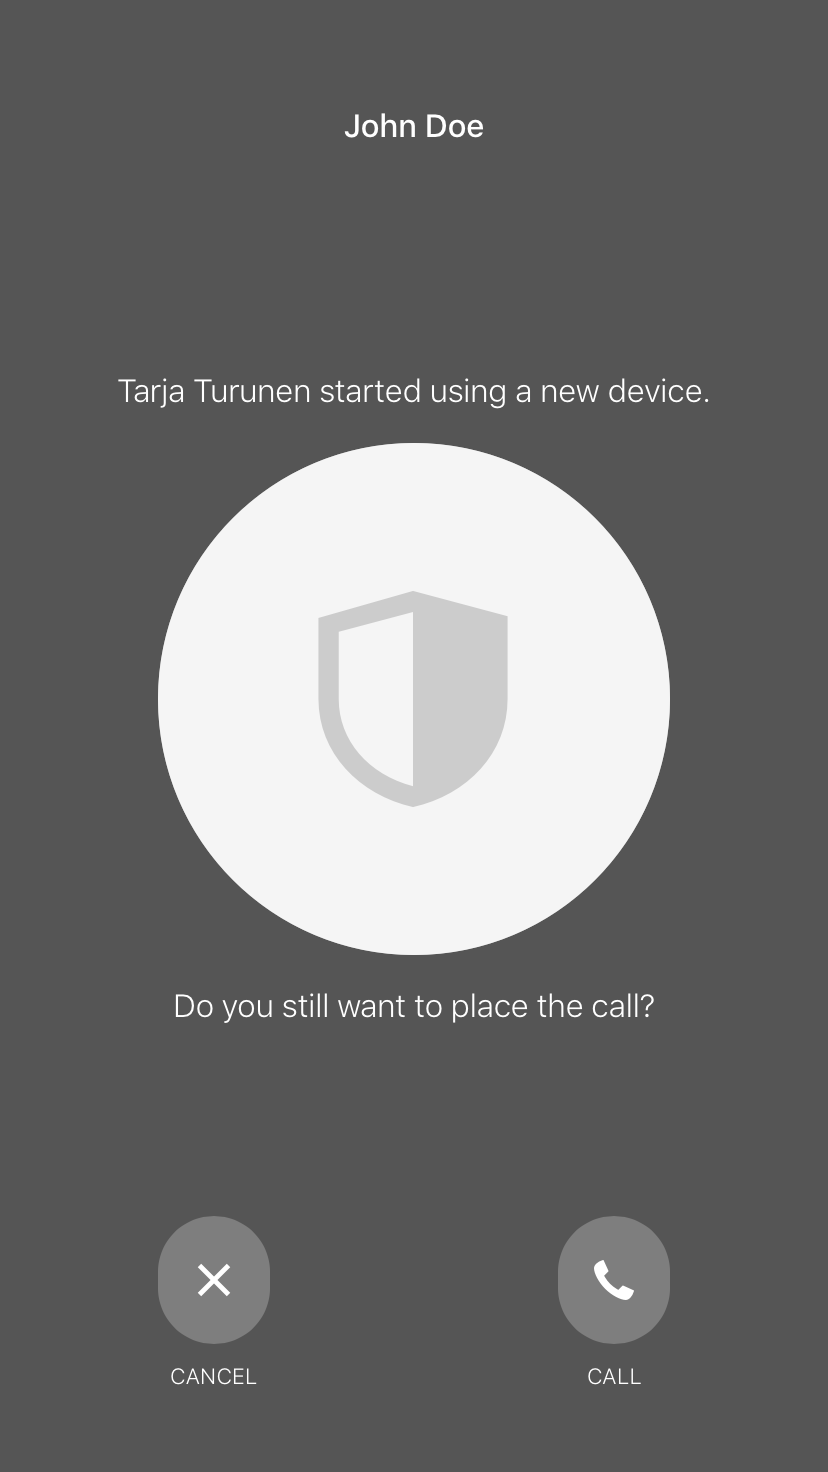 John Doe
Tarja Turunen started using a new device.
Do you still want to place the call?
CANCEL
CALL